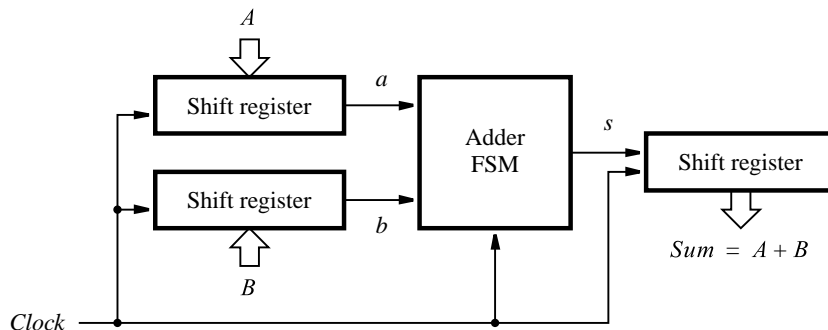 A
Shift register
a
Adder
FSM
s
Shift register
Shift register
b
B
Sum = A + B
Clock